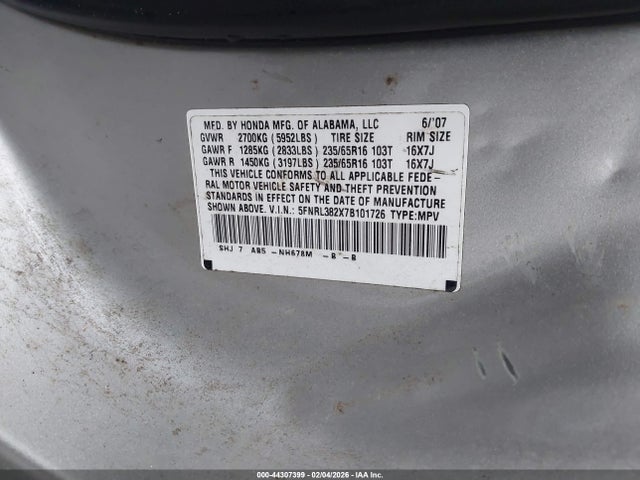 MFD. BY HONDA MFG. OF ALABAMA, LLC 6/'07
GVWR 2700KG (5952LBS) TIRE SIZE RIM SIZE
GAWR F 1285KG (2833LBS) 235/65R16 103T 16X7J
GAWR R 1450KG (3197LBS) 235/65R16 103T 16X7J
THIS VEHICLE CONFORMS TO ALL APPLICABLE FEDE-
RAL MOTOR VEHICLE SAFETY AND THEFT PREVENTION
STANDARDS IN EFFECT ON THE DATE OF MANUFACTURE
SHOWN ABOVE. V.I.N.: 5FNRL382X7B101726 TYPE:MPV
SHJ 7 AB5 -NH678M -B -B
000-44307399 - 02/04/2026 - IAA Inc.